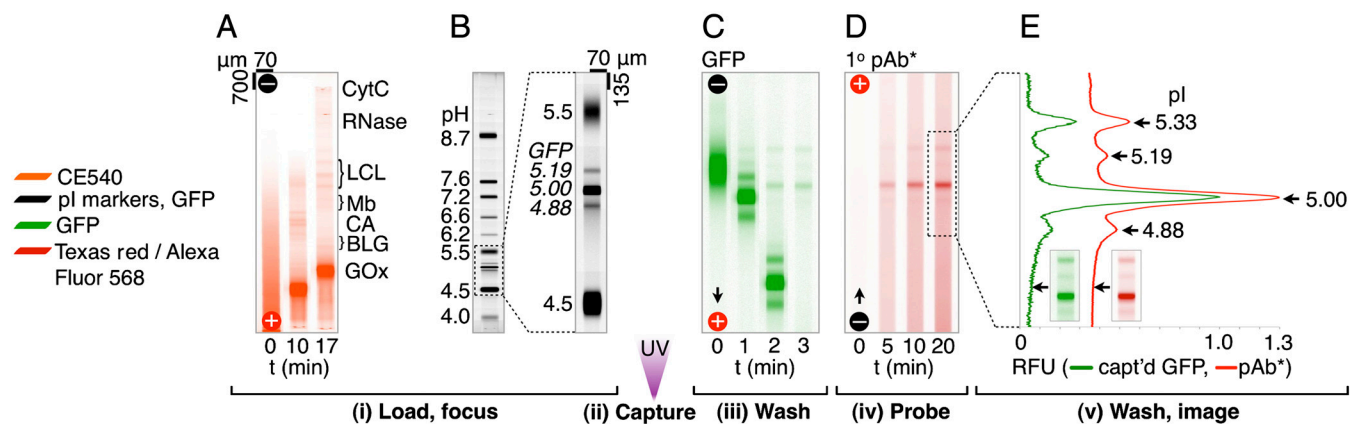 A
B
C
D
E
μm
70
700
−
+
CytC
RNase
LCL
Mb
CA
BLG
GOx
0 10 17
t (min)
CE540
pI markers, GFP
GFP
Texas red / Alexa
Fluor 568
pH
8.7
7.6
7.2
6.6
6.2
5.5
4.5
4.0
70 μm
135
5.5
GFP
5.19
5.00
4.88
4.5
UV
GFP
−
+
0 1 2 3
t (min)
1º pAb*
+
−
0 5 10 20
t (min)
pI
5.33
5.19
5.00
4.88
0 1.0 1.3
RFU ( capt'd GFP, pAb*)
(i) Load, focus
(ii) Capture
(iii) Wash
(iv) Probe
(v) Wash, image